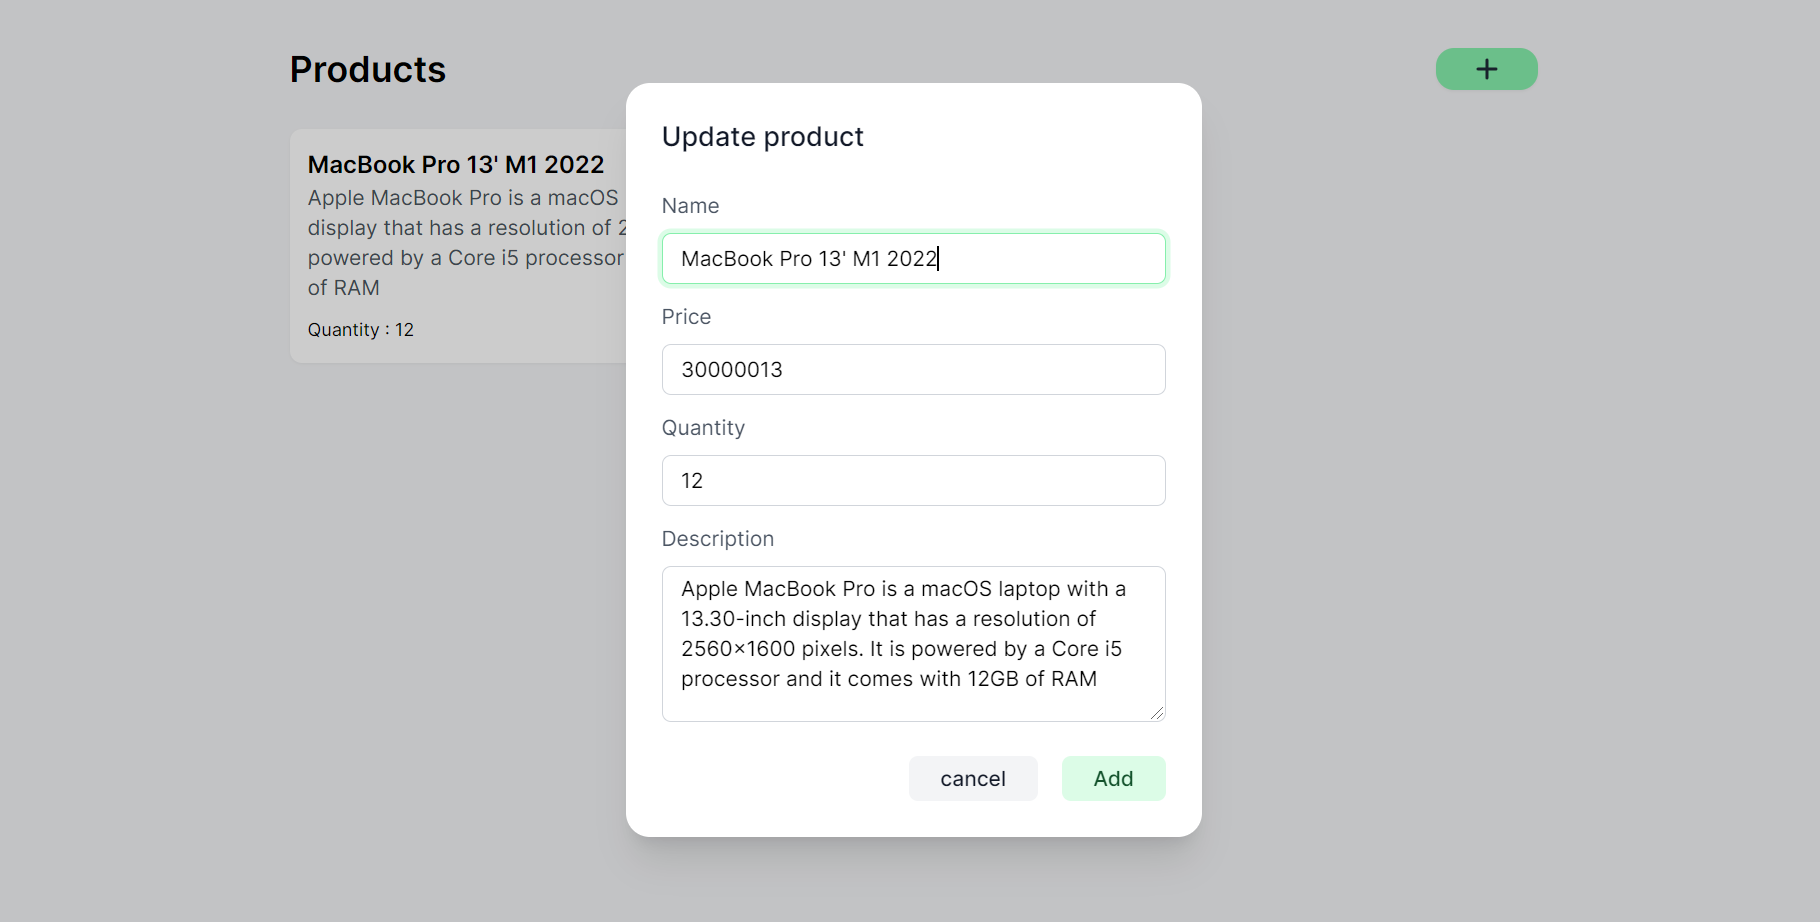 Products
+
MacBook Pro 13' M1 2022
Apple MacBook Pro is a macOS
display that has a resolution of
powered by a Core i5 processor
of RAM
Quantity : 12
Update product
Name
MacBook Pro 13' M1 2022
Price
30000013
Quantity
12
Description
Apple MacBook Pro is a macOS laptop with a
13.30-inch display that has a resolution of
2560×1600 pixels. It is powered by a Core i5
processor and it comes with 12GB of RAM
cancel
Add